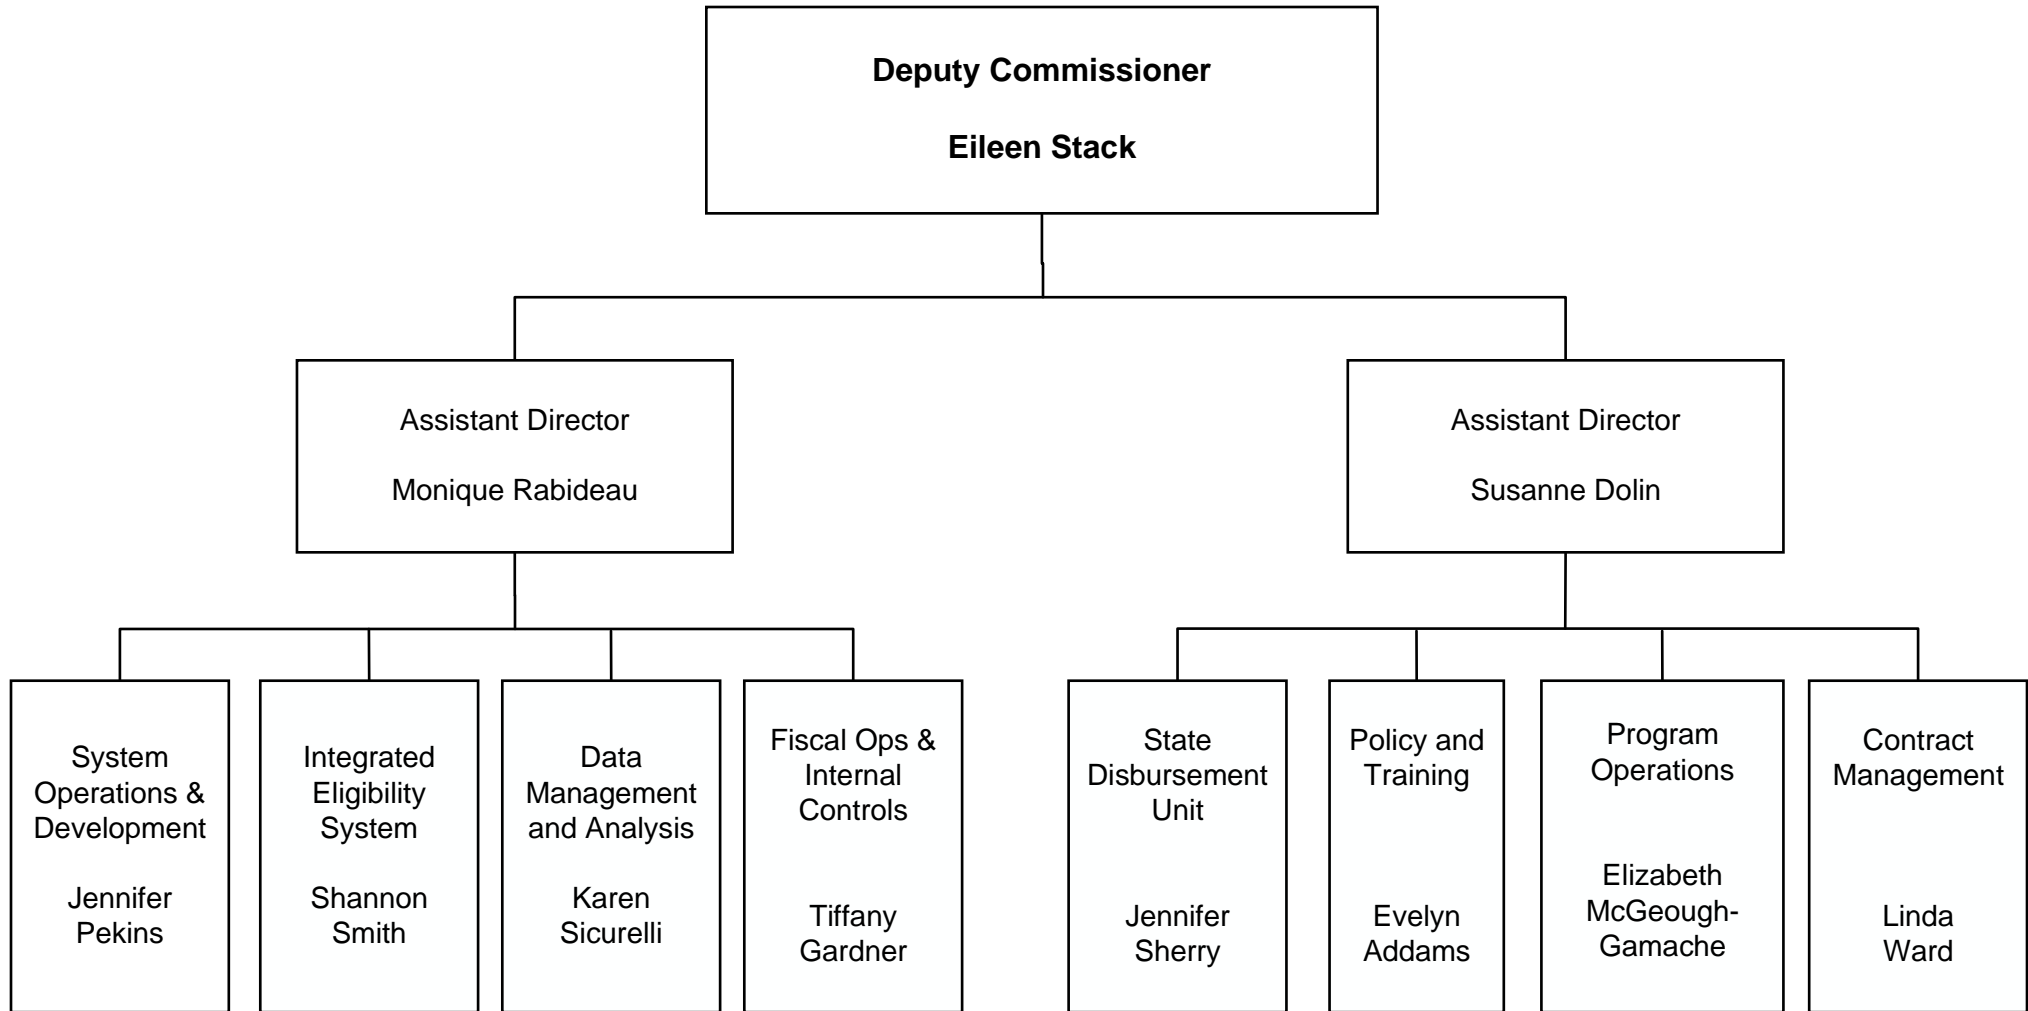 Deputy Commissioner
Eileen Stack
Assistant Director
Monique Rabideau
Assistant Director
Susanne Dolin
System
Operations &
Development
Jennifer
Pekins
Integrated
Eligibility
System
Shannon
Smith
Data
Management
and Analysis
Karen
Sicurelli
Fiscal Ops &
Internal
Controls
Tiffany
Gardner
State
Disbursement
Unit
Jennifer
Sherry
Policy and
Training
Evelyn
Addams
Program
Operations
Elizabeth
McGeough-
Gamache
Contract
Management
Linda
Ward